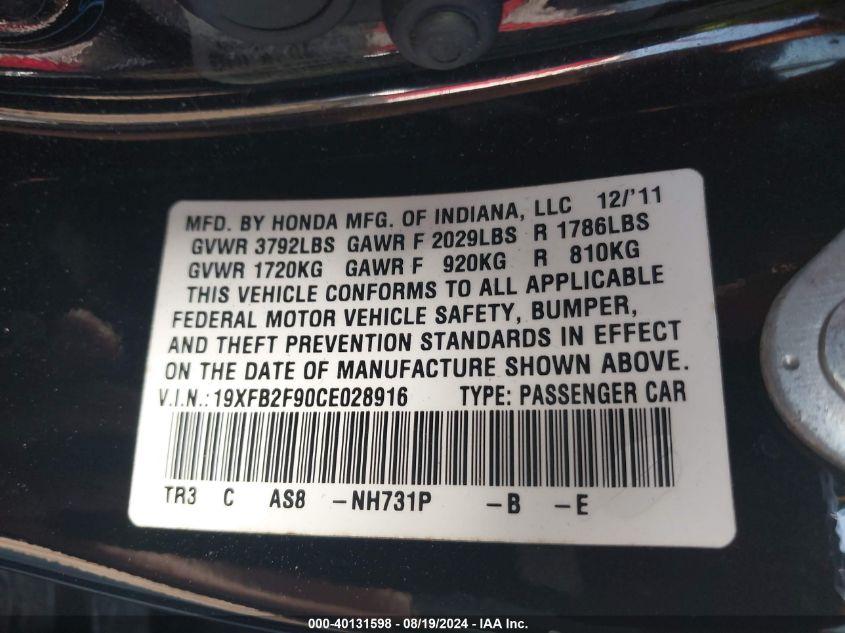 MFD. BY HONDA MFG. OF INDIANA, LLC 12/'11
GVWR 3792LBS GAWR F 2029LBS R 1786LBS
GVWR 1720KG GAWR F 920KG R 810KG
THIS VEHICLE CONFORMS TO ALL APPLICABLE
FEDERAL MOTOR VEHICLE SAFETY, BUMPER,
AND THEFT PREVENTION STANDARDS IN EFFECT
ON THE DATE OF MANUFACTURE SHOWN ABOVE.
V.I.N.:19XFB2F90CE028916 TYPE: PASSENGER CAR
TR3 C AS8 -NH731P -B -E
000-40131598 - 08/19/2024 - IAA Inc.